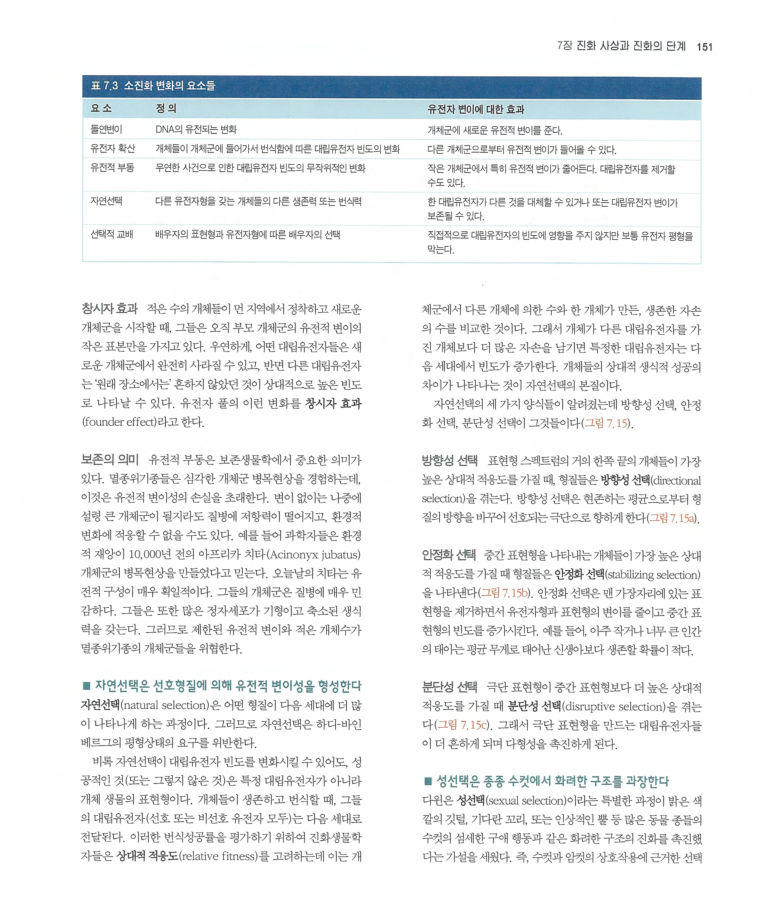 7장 진화 사상과 진화의 단계 151
표 7.3 소진화 변화의 요소들
요 소 정 의 유전자 변이에 대한 효과
돌연변이 DNA의 유전되는 변화 개체군에 새로운 유전적 변이를 준다.
유전자 확산 개체들이 개체군에 들어가서 번식함에 따른 대립유전자 빈도의 변화 다른 개체군으로부터 유전적 변이가 들어올 수 있다.
유전적 부동 우연한 사건으로 인한 대립유전자 빈도의 무작위적인 변화 작은 개체군에서 특히 유전적 변이가 줄어든다. 대립유전자를 제거할
수도 있다.
자연선택 다른 유전자형을 갖는 개체들의 다른 생존력 또는 번식력 한 대립유전자가 다른 것을 대체할 수 있거나 또는 대립유전자 변이가
보존될 수 있다.
선택적 교배 배우자의 표현형과 유전자형에 따른 배우자의 선택 직접적으로 대립유전자의 빈도에 영향을 주지 않지만 보통 유전자 평형을
막는다.
창시자 효과 적은 수의 개체들이 먼 지역에서 정착하고 새로운
개체군을 시작할 때, 그들은 오직 부모 개체군의 유전적 변이의
작은 표본만을 가지고 있다. 우연하게, 어떤 대립유전자들은 새
로운 개체군에서 완전히 사라질 수 있고, 반면 다른 대립유전자
는 '원래 장소에서는' 흔하지 않았던 것이 상대적으로 높은 빈도
로 나타날 수 있다. 유전자 풀의 이런 변화를 창시자 효과
(founder effect)라고 한다.
보존의 의미 유전적 부동은 보존생물학에서 중요한 의미가
있다. 멸종위기종들은 심각한 개체군 병목현상을 경험하는데,
이것은 유전적 변이성의 손실을 초래한다. 변이 없이는 나중에
설령 큰 개체군이 될지라도 질병에 저항력이 떨어지고, 환경적
변화에 적응할 수 없을 수도 있다. 예를 들어 과학자들은 환경
적 재앙이 10,000년 전의 아프리카 치타(Acinonyx jubatus)
개체군의 병목현상을 만들었다고 믿는다. 오늘날의 치타는 유
전적 구성이 매우 획일적이다. 그들의 개체군은 질병에 매우 민
감하다. 그들은 또한 많은 정자세포가 기형이고 축소된 생식
력을 갖는다. 그러므로 제한된 유전적 변이와 적은 개체수가
멸종위기종의 개체군들을 위협한다.
■ 자연선택은 선호형질에 의해 유전적 변이성을 형성한다
자연선택(natural selection)은 어떤 형질이 다음 세대에 더 많
이 나타나게 하는 과정이다. 그러므로 자연선택은 하디-바인
베르그의 평형상태의 요구를 위반한다.
비록 자연선택이 대립유전자 빈도를 변화시킬 수 있어도, 성
공적인 것(또는 그렇지 않은 것)은 특정 대립유전자가 아니라
개체 생물의 표현형이다. 개체들이 생존하고 번식할 때, 그들
의 대립유전자(선호 또는 비선호 유전자 모두)는 다음 세대로
전달된다. 이러한 번식성공률을 평가하기 위하여 진화생물학
자들은 상대적 적응도(relative fitness)를 고려하는데 이는 개
체군에서 다른 개체에 의한 수와 한 개체가 만든, 생존한 자손
의 수를 비교한 것이다. 그래서 개체가 다른 대립유전자를 가
진 개체보다 더 많은 자손을 남기면 특정한 대립유전자는 다
음 세대에서 빈도가 증가한다. 개체들의 상대적 생식적 성공의
차이가 나타나는 것이 자연선택의 본질이다.
자연선택의 세 가지 양식들이 알려졌는데 방향성 선택, 안정
화 선택, 분단성 선택이 그것들이다(그림 7.15).
방향성 선택 표현형 스펙트럼의 거의 한쪽 끝의 개체들이 가장
높은 상대적 적응도를 가질 때, 형질들은 방향성 선택(directional
selection)을 겪는다. 방향성 선택은 현존하는 평균으로부터 형
질의 방향을 바꾸어 선호되는 극단으로 향하게 한다(그림 7.15a).
안정화 선택 중간 표현형을 나타내는 개체들이 가장 높은 상대
적 적응도를 가질 때 형질들은 안정화 선택(stabilizing selection)
을 나타낸다(그림 7.15b). 안정화 선택은 맨 가장자리에 있는 표
현형을 제거하면서 유전자형과 표현형의 변이를 줄이고 중간 표
현형의 빈도를 증가시킨다. 예를 들어, 아주 작거나 너무 큰 인간
의 태아는 평균 무게로 태어난 신생아보다 생존할 확률이 적다.
분단성 선택 극단 표현형이 중간 표현형보다 더 높은 상대적
적응도를 가질 때 분단성 선택(disruptive selection)을 겪는
다(그림 7.15c). 그래서 극단 표현형을 만드는 대립유전자들
이 더 흔하게 되며 다형성을 촉진하게 된다.
■ 성선택은 종종 수컷에서 화려한 구조를 과장한다
다윈은 성선택(sexual selection)이라는 특별한 과정이 밝은 색
깔의 깃털, 기다란 꼬리, 또는 인상적인 뿔 등 많은 동물 종들의
수컷의 섬세한 구애 행동과 같은 화려한 구조의 진화를 촉진했
다는 가설을 세웠다. 즉, 수컷과 암컷의 상호작용에 근거한 선택